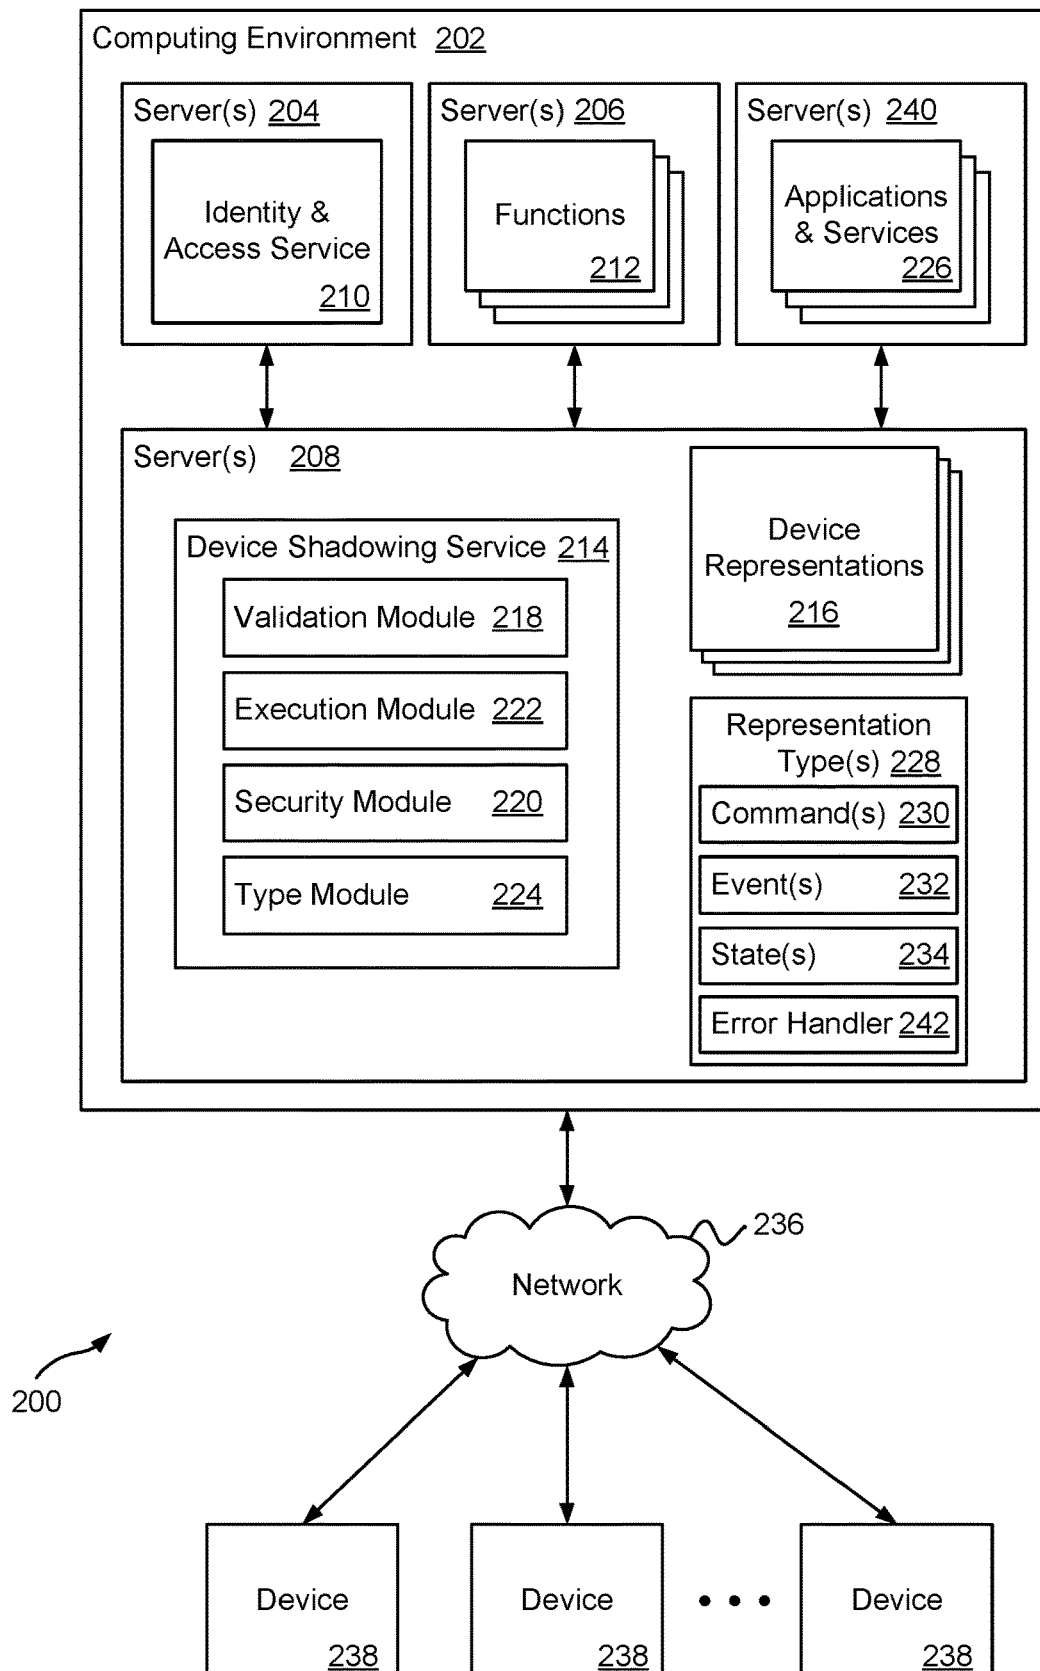 Computing Environment 202
Server(s) 204
Identity &
Access Service
210
Server(s) 206
Functions
212
Server(s) 240
Applications
& Services
226
Server(s) 208
Device Shadowing Service 214
Validation Module 218
Execution Module 222
Security Module 220
Type Module 224
Device
Representations
216
Representation
Type(s) 228
Command(s) 230
Event(s) 232
State(s) 234
Error Handler 242
236
Network
200
Device
238
Device
238
Device
238